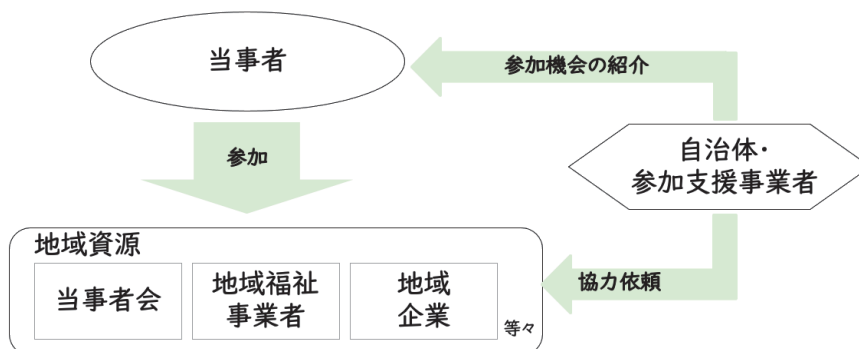 当事者
参加機会の紹介
参加
自治体・
参加支援事業者
地域資源
当事者会
地域福祉
事業者
地域
企業
等々
協力依頼